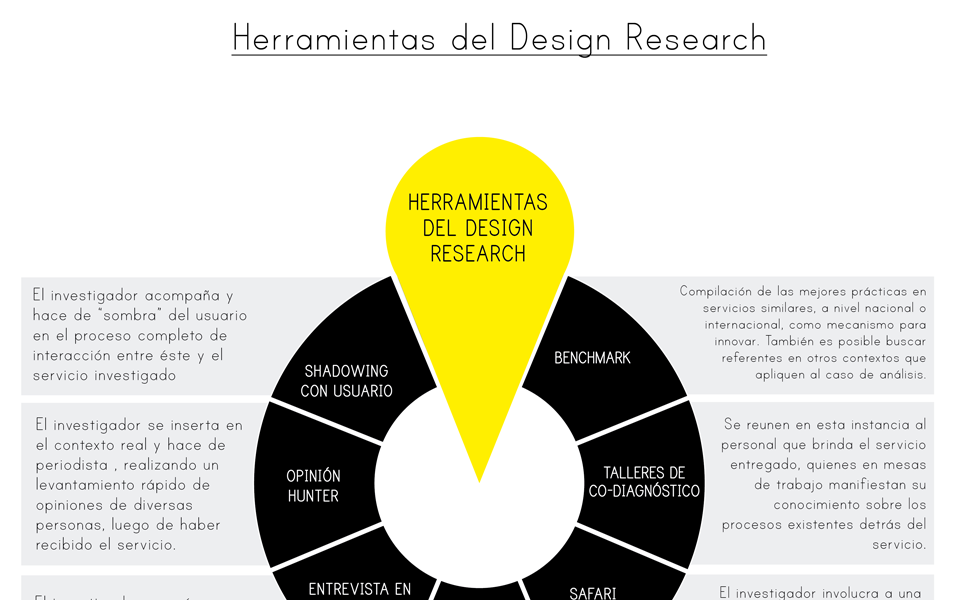 Herramientas del Design Research
HERRAMIENTAS
DEL DESIGN
RESEARCH
El investigador acompaña y
hace de “sombra” del usuario
en el proceso completo de
interacción entre éste y el
servicio investigado
SHADOWING
CON USUARIO
BENCHMARK
Compilación de las mejores prácticas en
servicios similares, a nivel nacional o
internacional, como mecanismo para
innovar. También es posible buscar
referentes en otros contextos que
apliquen al caso de análisis.
El investigador se inserta en
el contexto real y hace de
periodista , realizando un
levantamiento rápido de
opiniones de diversas
personas, luego de haber
recibido el servicio.
OPINIÓN
HUNTER
TALLERES DE
CO-DIAGNÓSTICO
Se reunen en esta instancia al
personal que brinda el servicio
entregado, quienes en mesas
de trabajo manifiestan su
conocimiento sobre los
procesos existentes detrás del
servicio.
ENTREVISTA EN
SAFARI
El investigador involucra a una